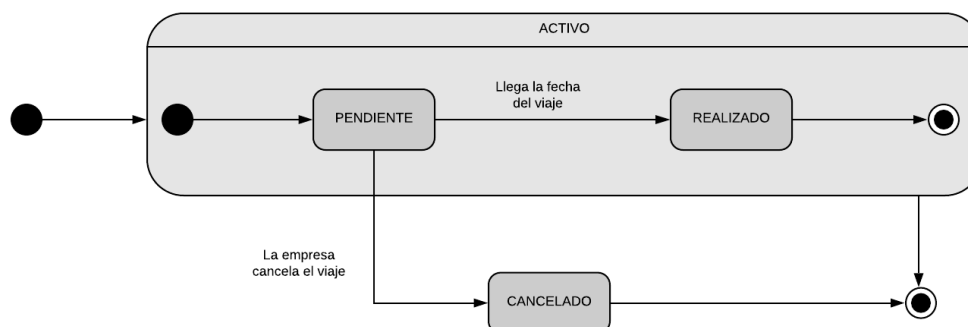 ACTIVO
Llega la fecha
del viaje
PENDIENTE
REALIZADO
La empresa
cancela el viaje
CANCELADO